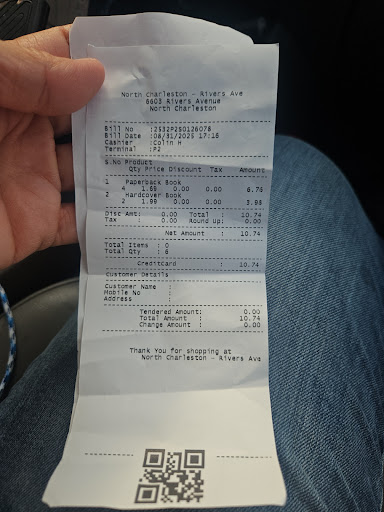 North Charleston - Rivers Ave
8603 Rivers Avenue
North Charleston
Bill No :2532P2S0126078
Bill Date :08/31/2025 17:16
Cashier :Colin H
Terminal :P2
S.No Product
Qty Price Discount Tax Amount
1 Paperback Book
4 1.69 0.00 0.00 6.76
2 Hardcover Book
2 1.99 0.00 0.00 3.98
Disc Amt: 0.00 Total : 10.74
Tax : 0.00 Round Up: 0.00
Net Amount : 10.74
Total Items : 0
Total Qty : 6
CreditCard : 10.74
Customer Details
Customer Name :
Mobile No :
Address :
Tendered Amount: 0.00
Total Amount : 10.74
Change Amount : 0.00
Thank You for shopping at
North Charleston - Rivers Ave